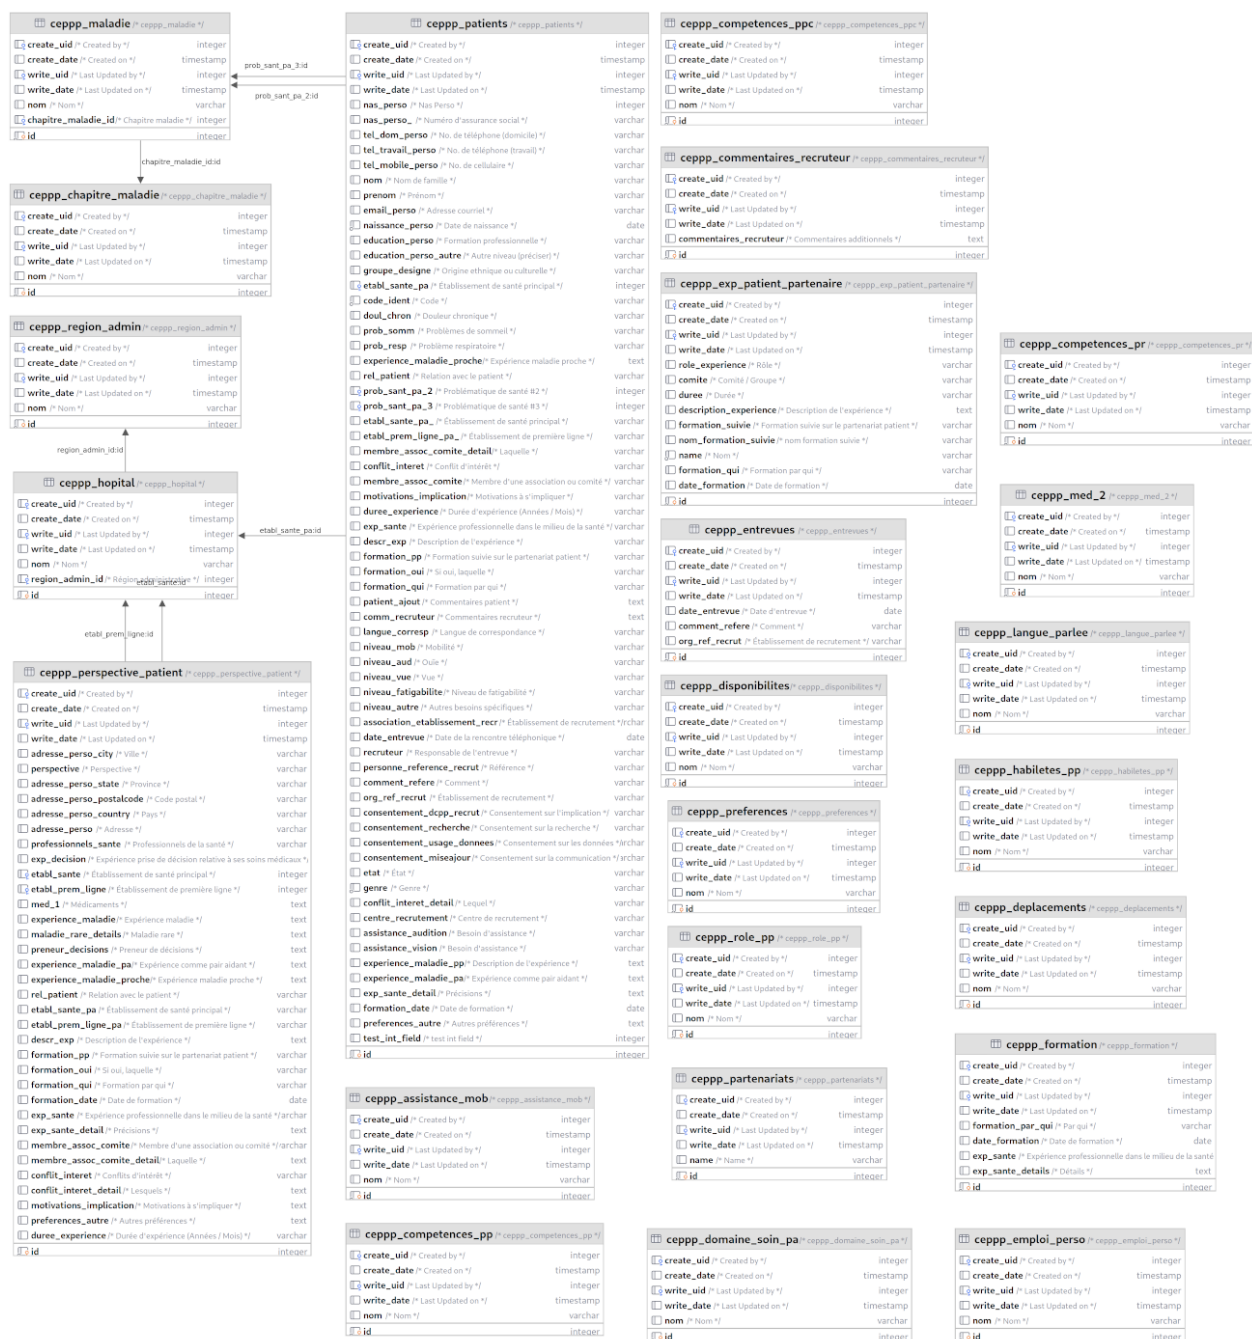 ceppp_maladie /* ceppp_maladie */
create_uid /* Created by */ integer
create_date /* Created on */ timestamp
write_uid /* Last Updated by */ integer
write_date /* Last Updated on */ timestamp
nom /* Nom */ varchar
chapitre_maladie_id /* Chapitre maladie */ integer
id integer
prob_sant_pa_3:id
prob_sant_pa_2:id
chapitre_maladie_id:id
ceppp_chapitre_maladie /* ceppp_chapitre_maladie */
create_uid /* Created by */ integer
create_date /* Created on */ timestamp
write_uid /* Last Updated by */ integer
write_date /* Last Updated on */ timestamp
nom /* Nom */ varchar
id integer
ceppp_region_admin /* ceppp_region_admin */
create_uid /* Created by */ integer
create_date /* Created on */ timestamp
write_uid /* Last Updated by */ integer
write_date /* Last Updated on */ timestamp
nom /* Nom */ varchar
id integer
region_admin_id:id
ceppp_hopital /* ceppp_hopital */
create_uid /* Created by */ integer
create_date /* Created on */ timestamp
write_uid /* Last Updated by */ integer
write_date /* Last Updated on */ timestamp
nom /* Nom */ varchar
region_admin_id /* Région administrative */ integer
etabl_sante:id
id integer
etabl_sante_pa:id
etabl_prem_ligne:id
ceppp_perspective_patient /* ceppp_perspective_patient */
create_uid /* Created by */ integer
create_date /* Created on */ timestamp
write_uid /* Last Updated by */ integer
write_date /* Last Updated on */ timestamp
adresse_perso_city /* Ville */ varchar
perspective /* Perspective */ varchar
adresse_perso_state /* Province */ varchar
adresse_perso_postalcode /* Code postal */ varchar
adresse_perso_country /* Pays */ varchar
adresse_perso /* Adresse */ varchar
professionnels_sante /* Professionnels de la santé */ varchar
exp_decision /* Expérience prise de décision relative à ses soins médicaux */
etabl_sante /* Établissement de santé principal */ integer
etabl_prem_ligne /* Établissement de première ligne */ integer
med_1 /* Médicaments */ text
experience_maladie /* Expérience maladie */ text
maladie_rare_details /* Maladie rare */ text
preneur_decisions /* Preneur de décisions */ text
experience_maladie_pa /* Expérience comme pair aidant */ text
experience_maladie_proche /* Expérience maladie proche */ text
rel_patient /* Relation avec le patient */ varchar
etabl_sante_pa /* Établissement de santé principal */ varchar
etabl_prem_ligne_pa /* Établissement de première ligne */ varchar
descr_exp /* Description de l'expérience */ text
formation_pp /* Formation suivie sur le partenariat patient */ varchar
formation_oui /* Si oui, laquelle */ varchar
formation_qui /* Formation par qui */ varchar
formation_date /* Date de formation */ date
exp_sante /* Expérience professionnelle dans le milieu de la santé */ archar
exp_sante_detail /* Précisions */ text
membre_assoc_comite /* Membre d'une association ou comité */ varchar
membre_assoc_comite_detail /* Laquelle */ text
conflit_interet /* Conflits d'intérêt */ varchar
conflit_interet_detail /* Lesquels */ text
motivations_implication /* Motivations à s'impliquer */ text
preferences_autre /* Autres préférences */ text
duree_experience /* Durée d'expérience (Années / Mois) */ varchar
id integer
ceppp_patients /* ceppp_patients */
create_uid /* Created by */ integer
create_date /* Created on */ timestamp
write_uid /* Last Updated by */ integer
write_date /* Last Updated on */ timestamp
nas_perso /* Nas Perso */ integer
nas_perso_ /* Numéro d'assurance social */ varchar
tel_dom_perso /* No. de téléphone (domicile) */ varchar
tel_travail_perso /* No. de téléphone (travail) */ varchar
tel_mobile_perso /* No. de cellulaire */ varchar
nom /* Nom de famille */ varchar
prenom /* Prénom */ varchar
email_perso /* Adresse courriel */ varchar
naissance_perso /* Date de naissance */ date
education_perso /* Formation professionnelle */ varchar
education_perso_autre /* Autre niveau (préciser) */ varchar
groupe_designe /* Origine ethnique ou culturelle */ varchar
etabl_sante_pa /* Établissement de santé principal */ integer
code_ident /* Code */ varchar
doul_chron /* Douleur chronique */ varchar
prob_somm /* Problèmes de sommeil */ varchar
prob_resp /* Problème respiratoire */ varchar
experience_maladie_proche /* Expérience maladie proche */ text
rel_patient /* Relation avec le patient */ varchar
prob_sant_pa_2 /* Problématique de santé #2 */ integer
prob_sant_pa_3 /* Problématique de santé #3 */ integer
etabl_sante_pa_ /* Établissement de santé principal */ varchar
etabl_prem_ligne_pa_ /* Établissement de première ligne */ varchar
membre_assoc_comite_detail /* Laquelle */ varchar
conflit_interet /* Conflit d'intérêt */ varchar
membre_assoc_comite /* Membre d'une association ou comité */ varchar
motivations_implication /* Motivations à s'impliquer */ varchar
duree_experience /* Durée d'expérience (Années / Mois) */ varchar
exp_sante /* Expérience professionnelle dans le milieu de la santé */ varchar
descr_exp /* Description de l'expérience */ varchar
formation_pp /* Formation suivie sur le partenariat patient */ varchar
formation_oui /* Si oui, laquelle */ varchar
formation_qui /* Formation par qui */ varchar
patient_ajout /* Commentaires patient */ text
comm_recruteur /* Commentaires recruteur */ text
langue_corresp /* Langue de correspondance */ varchar
niveau_mob /* Mobilité */ varchar
niveau_aud /* Ouïe */ varchar
niveau_vue /* Vue */ varchar
niveau_fatigabilite /* Niveau de fatigabilité */ varchar
niveau_autre /* Autres besoins spécifiques */ varchar
association_etablissement_recr /* Établissement de recrutement */ rchar
date_entrevue /* Date de la rencontre téléphonique */ date
recruteur /* Responsable de l'entrevue */ varchar
personne_reference_recrut /* Référence */ varchar
comment_refere /* Comment */ varchar
org_ref_recrut /* Établissement de recrutement */ varchar
consentement_dcpp_recrut /* Consentement sur l'implication */ varchar
consentement_recherche /* Consentement sur la recherche */ varchar
consentement_usage_donnees /* Consentement sur les données */ archar
consentement_miseajour /* Consentement sur la communication */ archar
etat /* État */ varchar
genre /* Genre */ varchar
conflit_interet_detail /* Lequel */ varchar
centre_recrutement /* Centre de recrutement */ varchar
assistance_audition /* Besoin d'assistance */ varchar
assistance_vision /* Besoin d'assistance */ varchar
experience_maladie_pp /* Description de l'expérience */ text
experience_maladie_pa /* Expérience comme pair aidant */ text
exp_sante_detail /* Précisions */ text
formation_date /* Date de formation */ date
preferences_autre /* Autres préférences */ text
test_int_field /* test int field */ integer
id integer
ceppp_assistance_mob /* ceppp_assistance_mob */
create_uid /* Created by */ integer
create_date /* Created on */ timestamp
write_uid /* Last Updated by */ integer
write_date /* Last Updated on */ timestamp
nom /* Nom */ varchar
id integer
ceppp_competences_pp /* ceppp_competences_pp */
create_uid /* Created by */ integer
create_date /* Created on */ timestamp
write_uid /* Last Updated by */ integer
write_date /* Last Updated on */ timestamp
nom /* Nom */ varchar
id integer
ceppp_competences_ppc /* ceppp_competences_ppc */
create_uid /* Created by */ integer
create_date /* Created on */ timestamp
write_uid /* Last Updated by */ integer
write_date /* Last Updated on */ timestamp
nom /* Nom */ varchar
id integer
ceppp_commentaires_recruteur /* ceppp_commentaires_recruteur */
create_uid /* Created by */ integer
create_date /* Created on */ timestamp
write_uid /* Last Updated by */ integer
write_date /* Last Updated on */ timestamp
commentaires_recruteur /* Commentaires additionnels */ text
id integer
ceppp_exp_patient_partenaire /* ceppp_exp_patient_partenaire */
create_uid /* Created by */ integer
create_date /* Created on */ timestamp
write_uid /* Last Updated by */ integer
write_date /* Last Updated on */ timestamp
role_experience /* Rôle */ varchar
comite /* Comité / Groupe */ varchar
duree /* Durée */ varchar
description_experience /* Description de l'expérience */ text
formation_suivie /* Formation suivie sur le partenariat patient */ varchar
nom_formation_suivie /* nom formation suivie */ varchar
name /* Nom */ varchar
formation_qui /* Formation par qui */ varchar
date_formation /* Date de formation */ date
id integer
ceppp_entrevues /* ceppp_entrevues */
create_uid /* Created by */ integer
create_date /* Created on */ timestamp
write_uid /* Last Updated by */ integer
write_date /* Last Updated on */ timestamp
date_entrevue /* Date d'entrevue */ date
comment_refere /* Comment */ varchar
org_ref_recrut /* Établissement de recrutement */ varchar
id integer
ceppp_disponibilites /* ceppp_disponibilites */
create_uid /* Created by */ integer
create_date /* Created on */ timestamp
write_uid /* Last Updated by */ integer
write_date /* Last Updated on */ timestamp
nom /* Nom */ varchar
id integer
ceppp_preferences /* ceppp_preferences */
create_uid /* Created by */ integer
create_date /* Created on */ timestamp
write_uid /* Last Updated by */ integer
write_date /* Last Updated on */ timestamp
nom /* Nom */ varchar
id integer
ceppp_role_pp /* ceppp_role_pp */
create_uid /* Created by */ integer
create_date /* Created on */ timestamp
write_uid /* Last Updated by */ integer
write_date /* Last Updated on */ timestamp
nom /* Nom */ varchar
id integer
ceppp_partenariats /* ceppp_partenariats */
create_uid /* Created by */ integer
create_date /* Created on */ timestamp
write_uid /* Last Updated by */ integer
write_date /* Last Updated on */ timestamp
name /* Name */ varchar
id integer
ceppp_domaine_soin_pa /* ceppp_domaine_soin_pa */
create_uid /* Created by */ integer
create_date /* Created on */ timestamp
write_uid /* Last Updated by */ integer
write_date /* Last Updated on */ timestamp
nom /* Nom */ varchar
id integer
ceppp_competences_pr /* ceppp_competences_pr */
create_uid /* Created by */ integer
create_date /* Created on */ timestamp
write_uid /* Last Updated by */ integer
write_date /* Last Updated on */ timestamp
nom /* Nom */ varchar
id integer
ceppp_med_2 /* ceppp_med_2 */
create_uid /* Created by */ integer
create_date /* Created on */ timestamp
write_uid /* Last Updated by */ integer
write_date /* Last Updated on */ timestamp
nom /* Nom */ varchar
id integer
ceppp_langue_parlee /* ceppp_langue_parlee */
create_uid /* Created by */ integer
create_date /* Created on */ timestamp
write_uid /* Last Updated by */ integer
write_date /* Last Updated on */ timestamp
nom /* Nom */ varchar
id integer
ceppp_habiletes_pp /* ceppp_habiletes_pp */
create_uid /* Created by */ integer
create_date /* Created on */ timestamp
write_uid /* Last Updated by */ integer
write_date /* Last Updated on */ timestamp
nom /* Nom */ varchar
id integer
ceppp_deplacements /* ceppp_deplacements */
create_uid /* Created by */ integer
create_date /* Created on */ timestamp
write_uid /* Last Updated by */ integer
write_date /* Last Updated on */ timestamp
nom /* Nom */ varchar
id integer
ceppp_formation /* ceppp_formation */
create_uid /* Created by */ integer
create_date /* Created on */ timestamp
write_uid /* Last Updated by */ integer
write_date /* Last Updated on */ timestamp
formation_par_qui /* Par qui */ varchar
date_formation /* Date de formation */ date
exp_sante /* Expérience professionnelle dans le milieu de la santé
exp_sante_details /* Détails */ text
id integer
ceppp_emploi_perso /* ceppp_emploi_perso */
create_uid /* Created by */ integer
create_date /* Created on */ timestamp
write_uid /* Last Updated by */ integer
write_date /* Last Updated on */ timestamp
nom /* Nom */ varchar
id integer